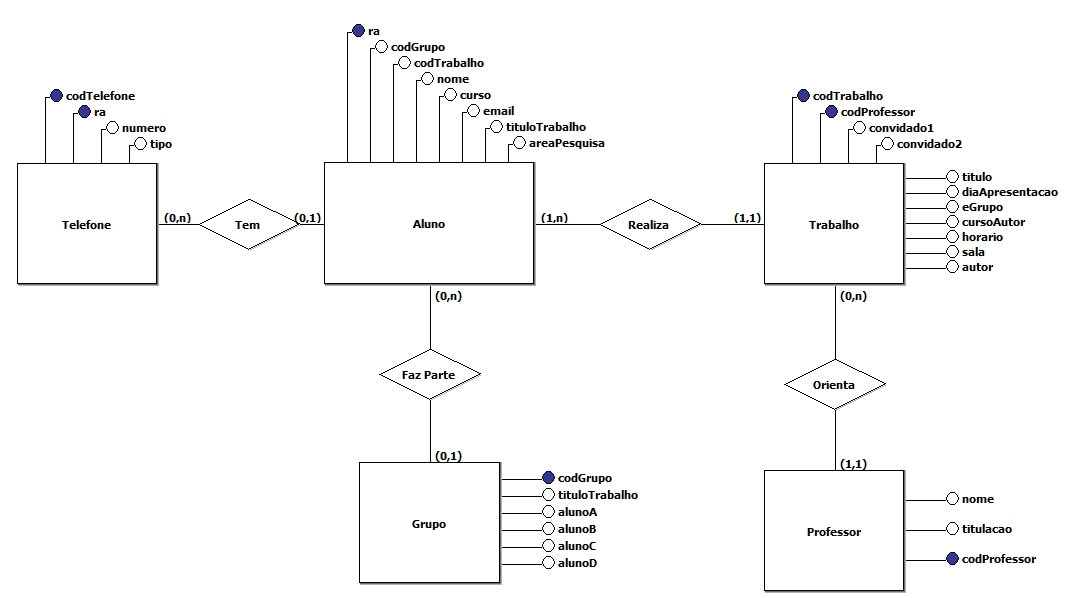 ra
codGrupo
codTrabalho
nome
curso
email
tituloTrabalho
areaPesquisa
codTelefone
ra
numero
tipo
codTrabalho
codProfessor
convidado1
convidado2
Telefone
(0,n)
Tem
(0,1)
Aluno
(1,n)
Realiza
(1,1)
Trabalho
titulo
diaApresentacao
eGrupo
cursoAutor
horario
sala
autor
(0,n)
Faz Parte
(0,1)
(0,n)
Orienta
(1,1)
Grupo
codGrupo
tituloTrabalho
alunoA
alunoB
alunoC
alunoD
Professor
nome
titulacao
codProfessor